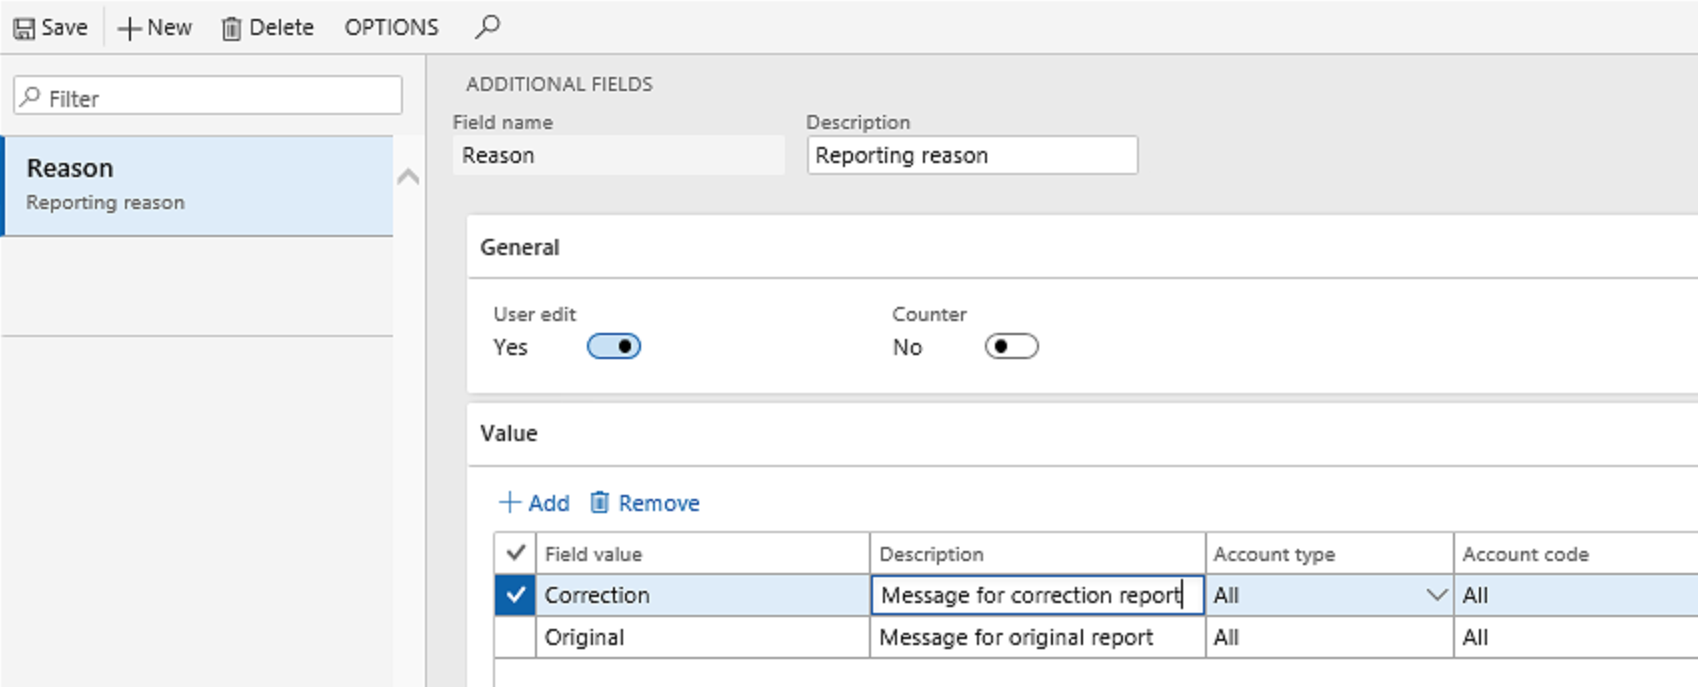 Save New Delete OPTIONS
Filter
Reason
Reporting reason
ADDITIONAL FIELDS
Field name Description
Reason Reporting reason
General
User edit Counter
Yes No
Value
Add Remove
Field value Description Account type Account code
Correction Message for correction report All All
Original Message for original report All All